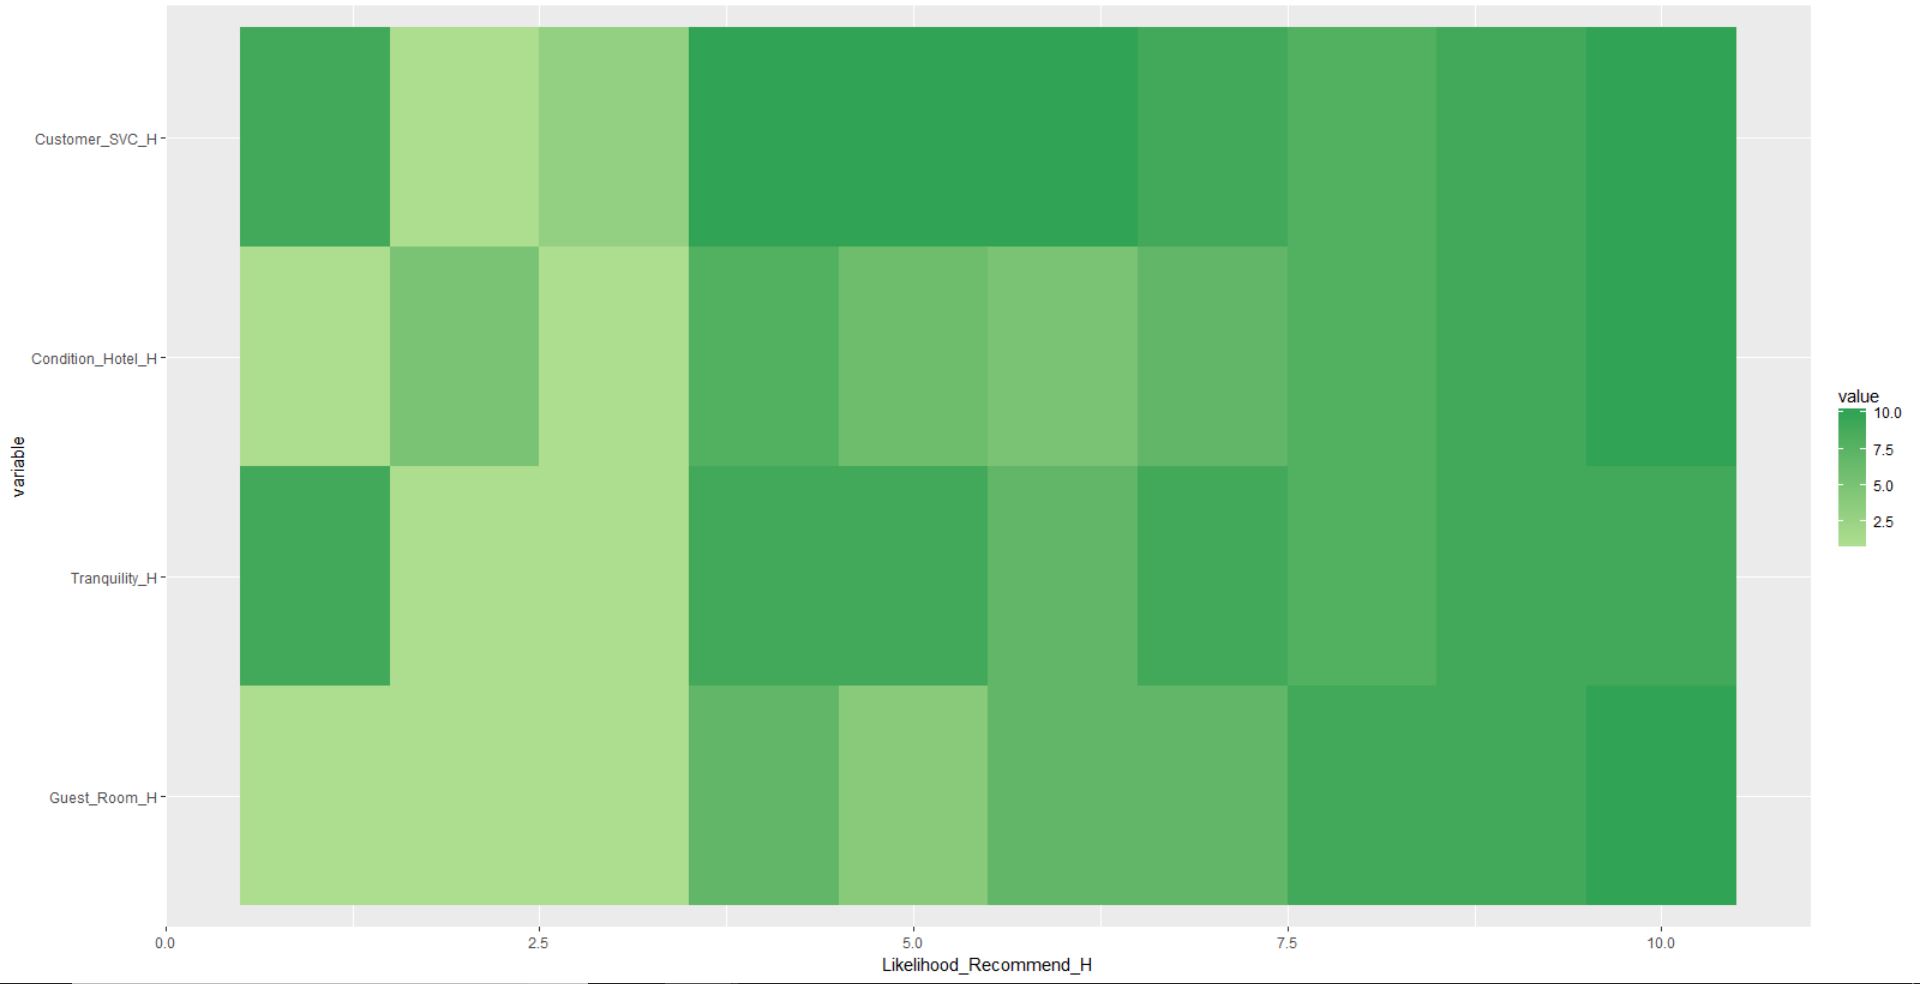 Customer_SVC_H
Condition_Hotel_H
Tranquility_H
Guest_Room_H
variable
0.0
2.5
5.0
7.5
10.0
Likelihood_Recommend_H
value
10.0
7.5
5.0
2.5